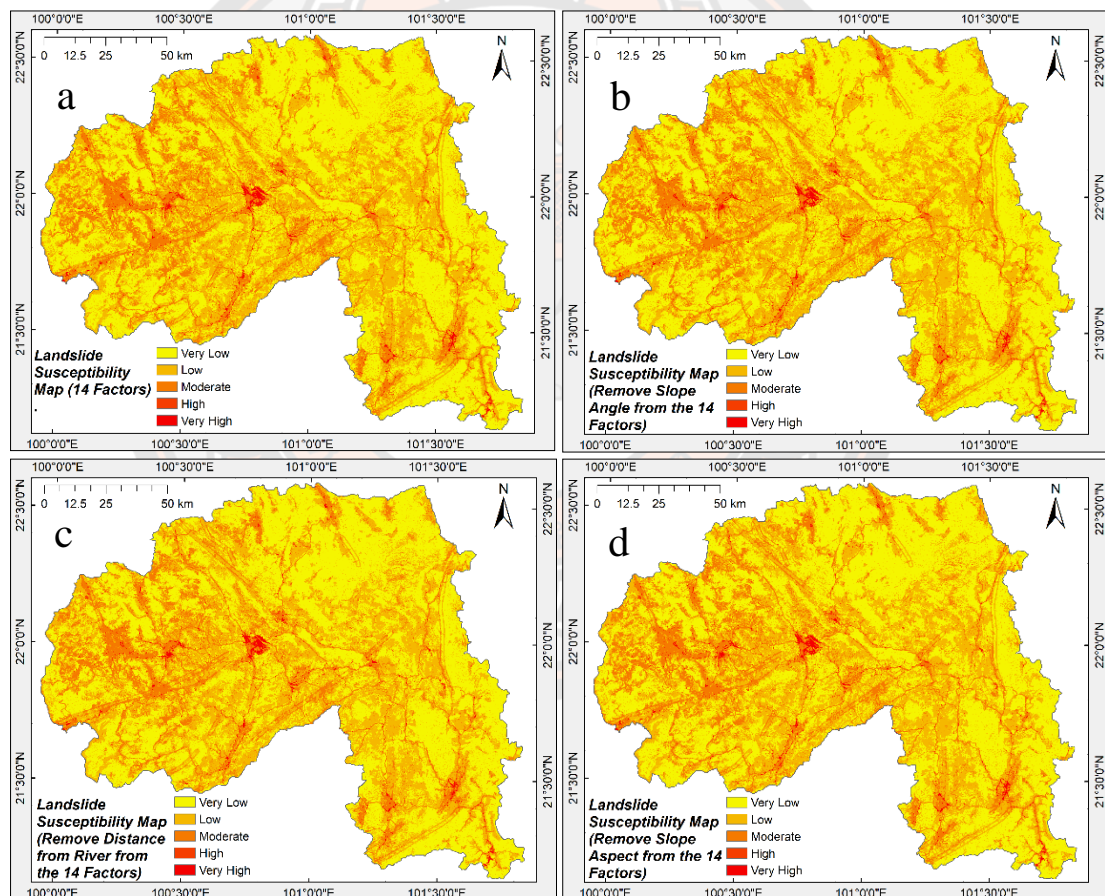 100°0'0"E 100°30'0"E 101°0'0"E 101°30'0"E
0 12.5 25 50 km
N
a
22°30'0"N
22°0'0"N
21°30'0"N
22°30'0"N
22°0'0"N
21°30'0"N
Landslide
Susceptibility
Map (14 Factors)
Very Low
Low
Moderate
High
Very High
100°0'0"E 100°30'0"E 101°0'0"E 101°30'0"E
100°0'0"E 100°30'0"E 101°0'0"E 101°30'0"E
0 12.5 25 50 km
N
b
22°30'0"N
22°0'0"N
21°30'0"N
22°30'0"N
22°0'0"N
21°30'0"N
Landslide
Susceptibility Map
(Remove Slope
Angle from the 14
Factors)
Very Low
Low
Moderate
High
Very High
100°0'0"E 100°30'0"E 101°0'0"E 101°30'0"E
100°0'0"E 100°30'0"E 101°0'0"E 101°30'0"E
0 12.5 25 50 km
N
c
22°30'0"N
22°0'0"N
21°30'0"N
22°30'0"N
22°0'0"N
21°30'0"N
Landslide
Susceptibility Map
(Remove Distance
from River from
the 14 Factors)
Very Low
Low
Moderate
High
Very High
100°0'0"E 100°30'0"E 101°0'0"E 101°30'0"E
100°0'0"E 100°30'0"E 101°0'0"E 101°30'0"E
0 12.5 25 50 km
N
d
22°30'0"N
22°0'0"N
21°30'0"N
22°30'0"N
22°0'0"N
21°30'0"N
Landslide
Susceptibility Map
(Remove Slope
Aspect from the 14
Factors)
Very Low
Low
Moderate
High
Very High
100°0'0"E 100°30'0"E 101°0'0"E 101°30'0"E